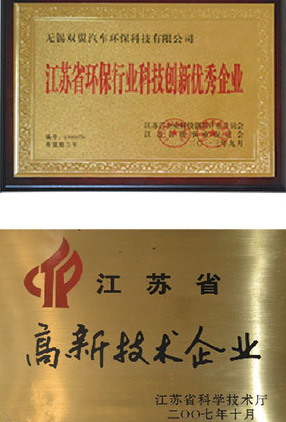 无锡双盟汽车环保科技有限公司
江苏省环保行业科技创新优秀企业
有效期三年
江苏省
高新技术企业
江苏省科学技术厅
二〇〇七年十月